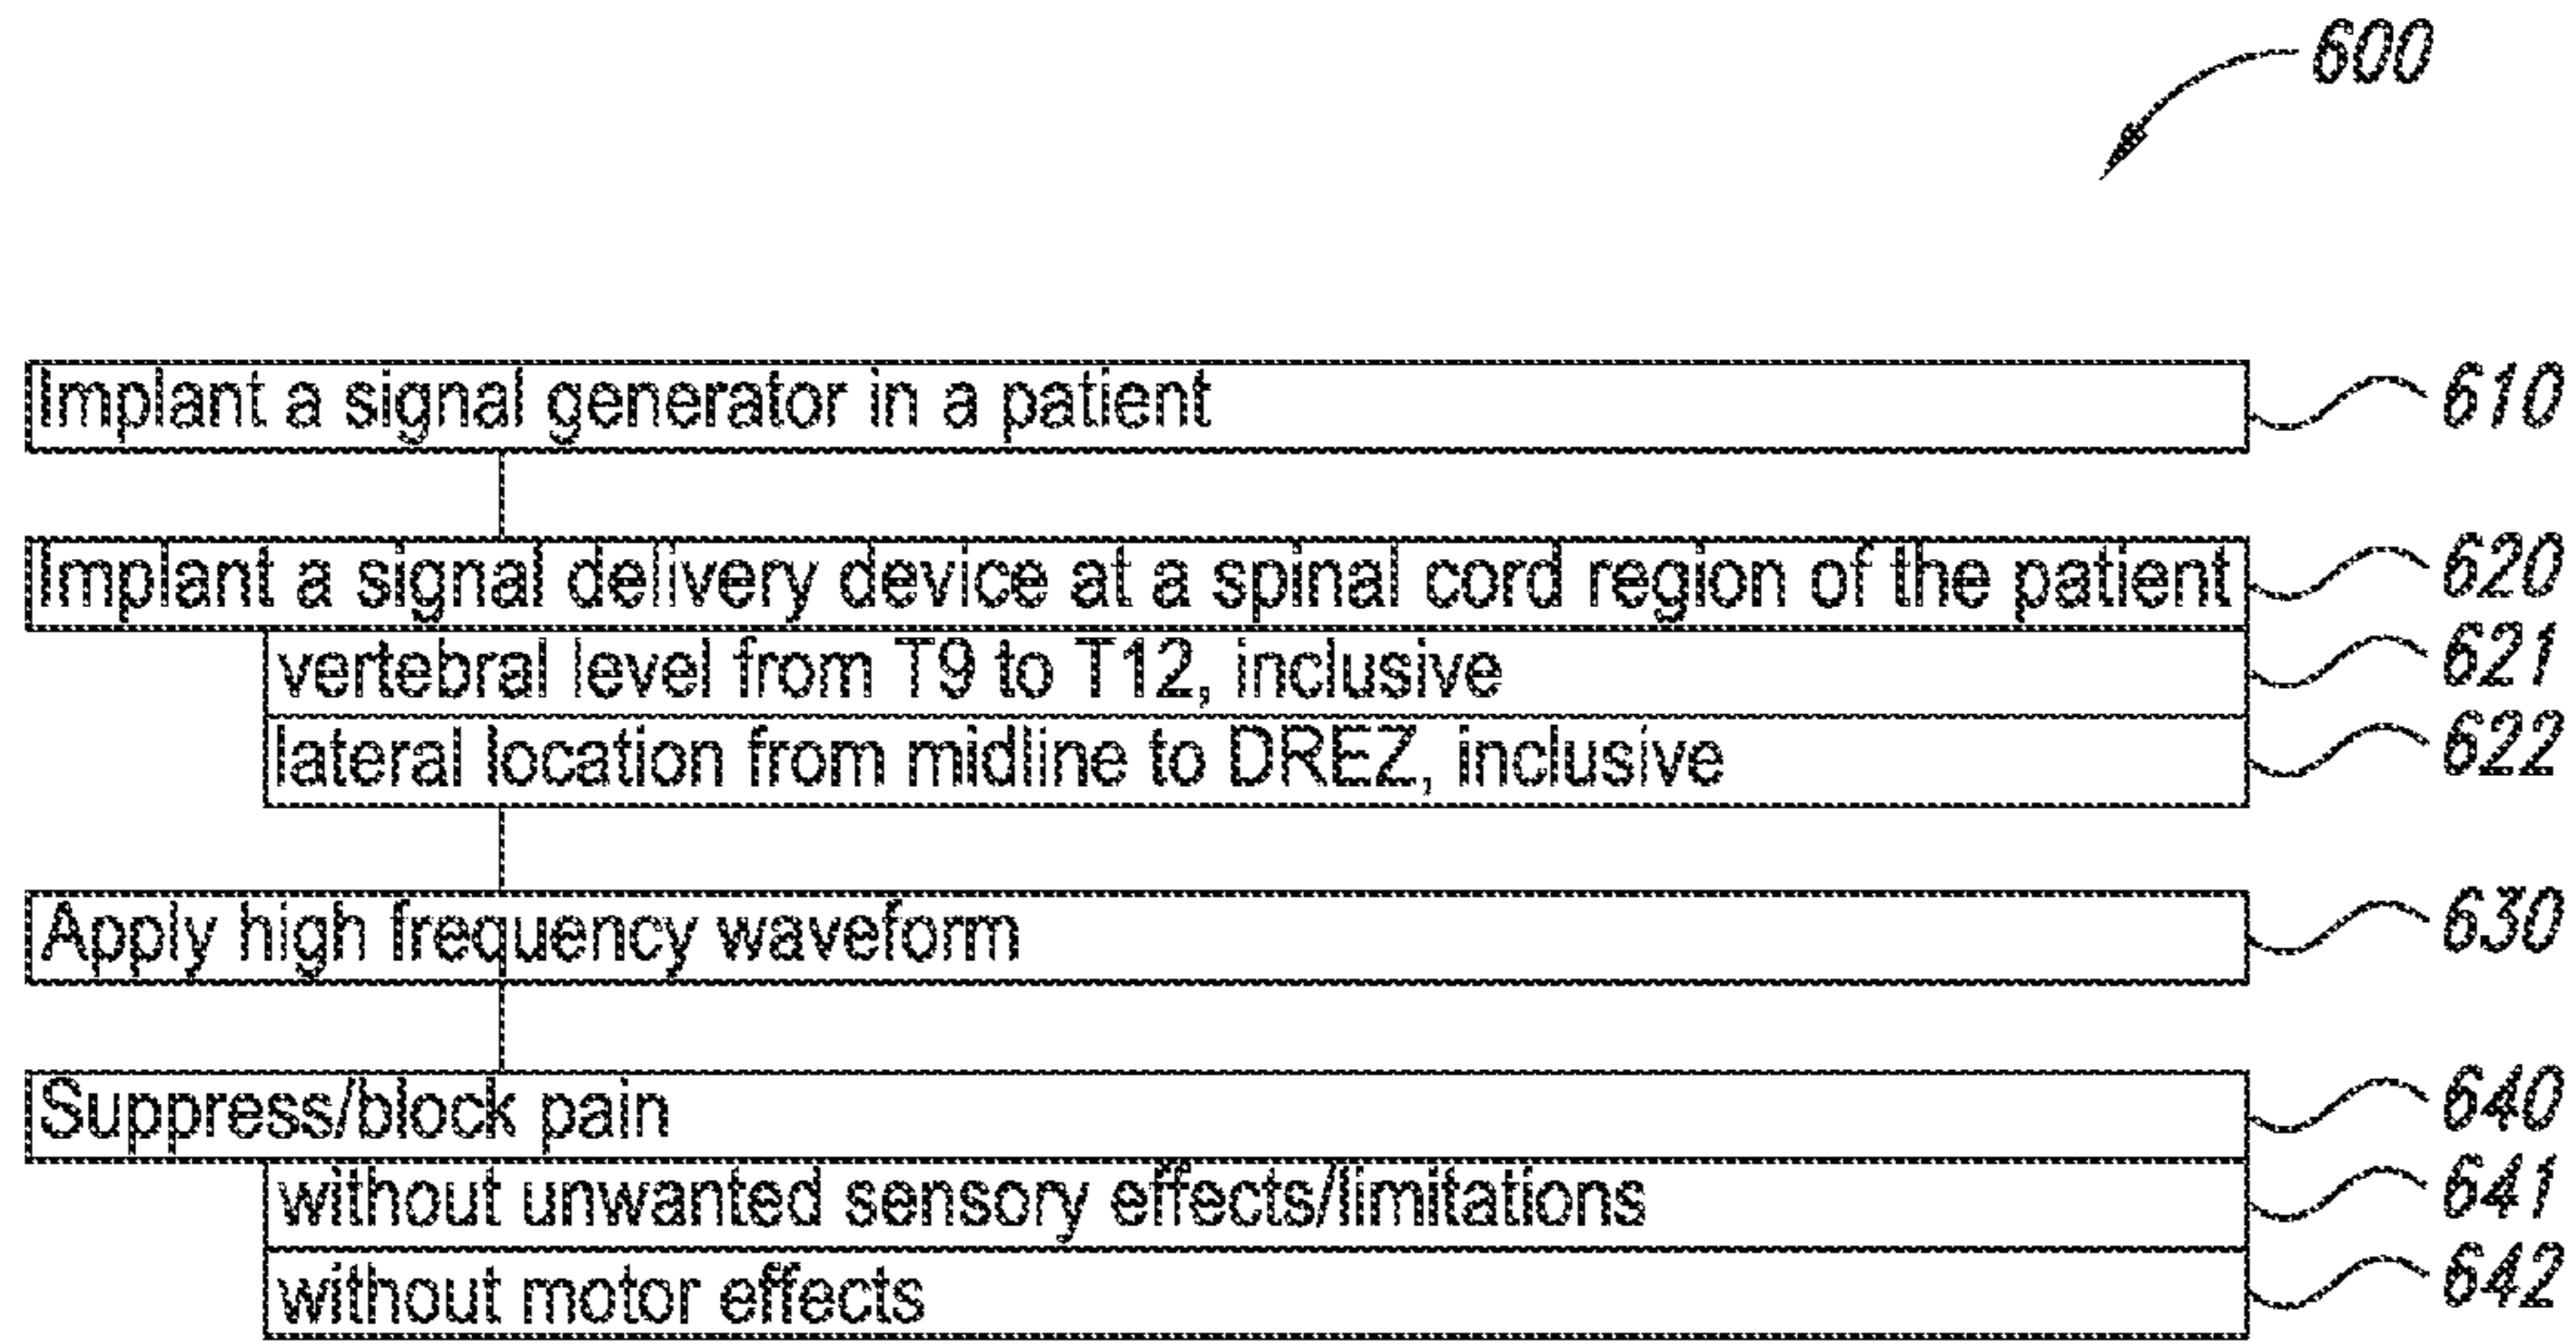 600
Implant a signal generator in a patient 610
Implant a signal delivery device at a spinal cord region of the patient 620
vertebral level from T9 to T12, inclusive 621
lateral location from midline to DREZ, inclusive 622
Apply high frequency waveform 630
Suppress/block pain 640
without unwanted sensory effects/limitations 641
without motor effects 642